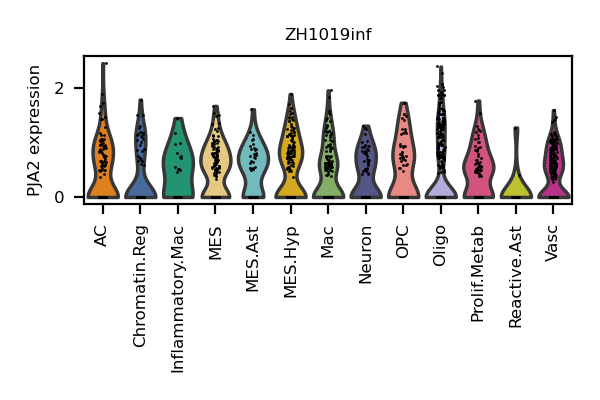 ZH1019inf
PJA2 expression
2
0
AC
Chromatin.Reg
Inflammatory.Mac
MES
MES.Ast
MES.Hyp
Mac
Neuron
OPC
Oligo
Prolif.Metab
Reactive.Ast
Vasc